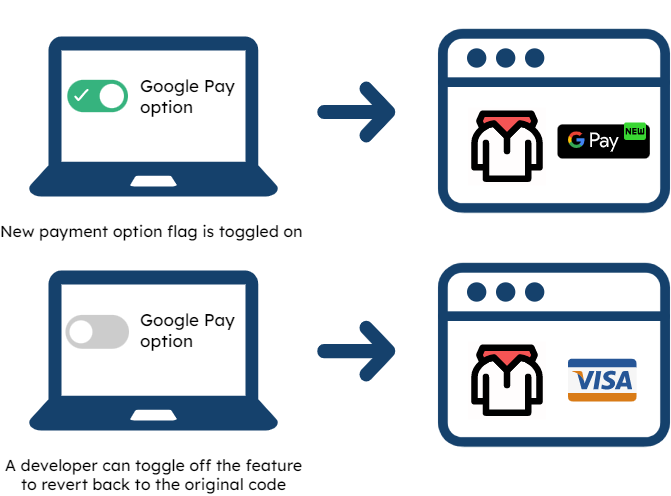 Google Pay
option
G Pay
NEW
New payment option flag is toggled on
Google Pay
option
VISA
A developer can toggle off the feature
to revert back to the original code